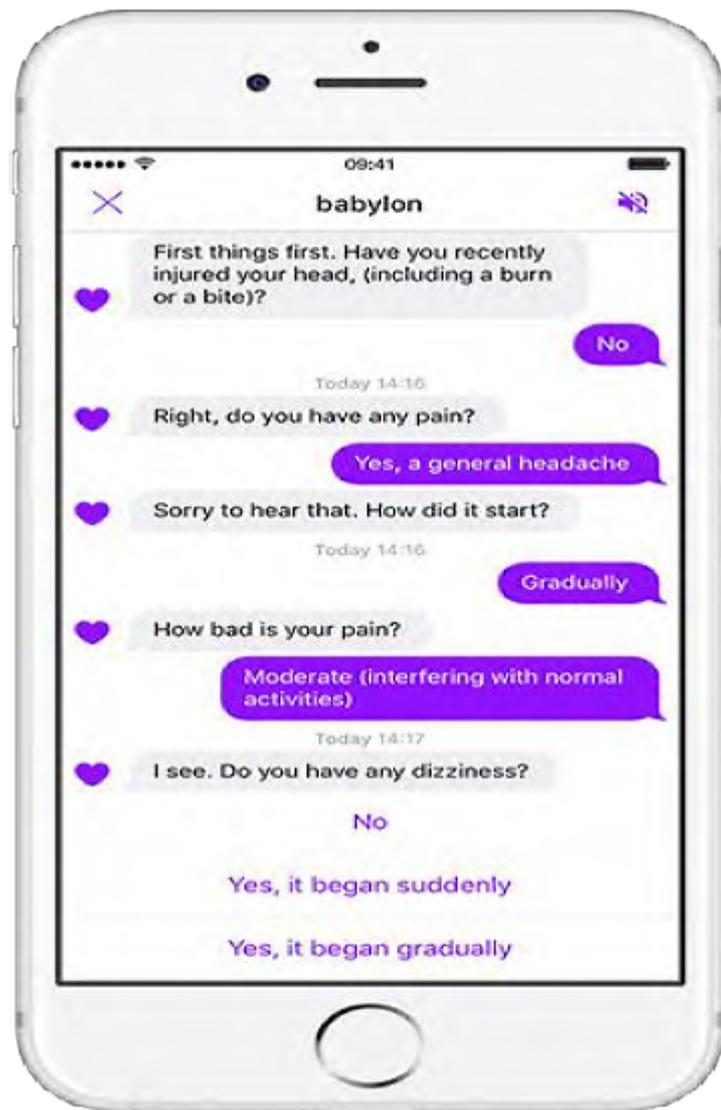 09:41
babylon
First things first. Have you recently
injured your head, (including a burn
or a bite)?
No
Today 14:16
Right, do you have any pain?
Yes, a general headache
Sorry to hear that. How did it start?
Today 14:16
Gradually
How bad is your pain?
Moderate (interfering with normal
activities)
Today 14:17
I see. Do you have any dizziness?
No
Yes, it began suddenly
Yes, it began gradually